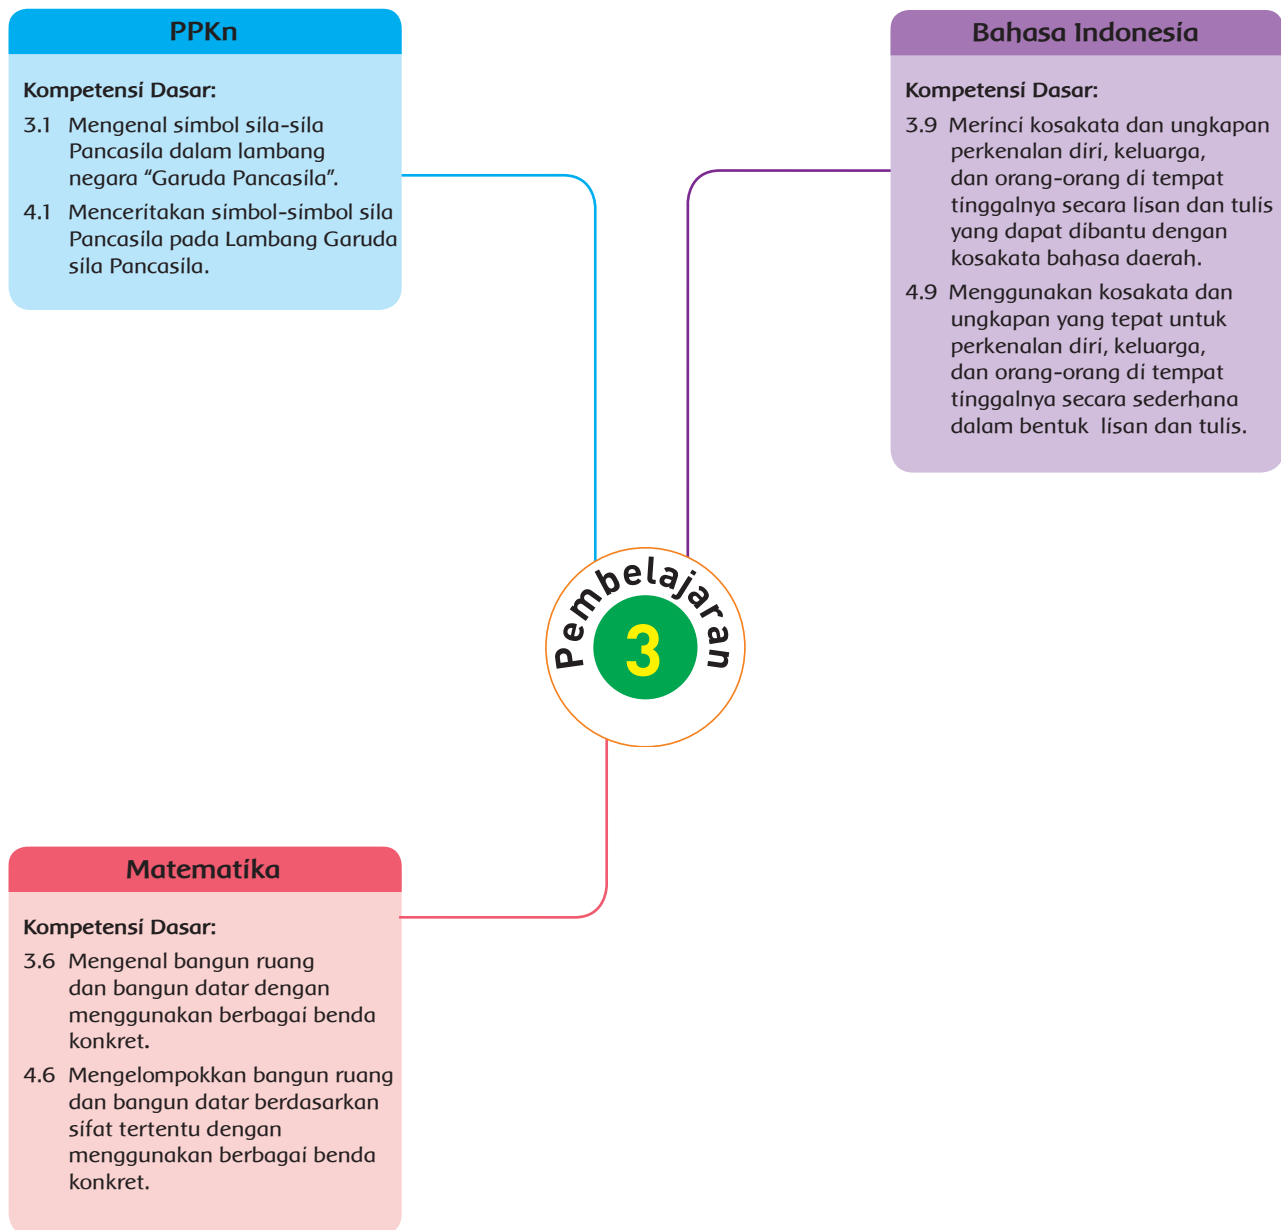 PPKn
Kompetensi Dasar:
3.1 Mengenal simbol sila-sila
Pancasila dalam lambang
negara “Garuda Pancasila”.
4.1 Menceritakan simbol-simbol sila
Pancasila pada Lambang Garuda
sila Pancasila.
Bahasa Indonesia
Kompetensi Dasar:
3.9 Merinci kosakata dan ungkapan
perkenalan diri, keluarga,
dan orang-orang di tempat
tinggalnya secara lisan dan tulis
yang dapat dibantu dengan
kosakata bahasa daerah.
4.9 Menggunakan kosakata dan
ungkapan yang tepat untuk
perkenalan diri, keluarga,
dan orang-orang di tempat
tinggalnya secara sederhana
dalam bentuk lisan dan tulis.
Pembelajaran
3
Matematika
Kompetensi Dasar:
3.6 Mengenal bangun ruang
dan bangun datar dengan
menggunakan berbagai benda
konkret.
4.6 Mengelompokkan bangun ruang
dan bangun datar berdasarkan
sifat tertentu dengan
menggunakan berbagai benda
konkret.